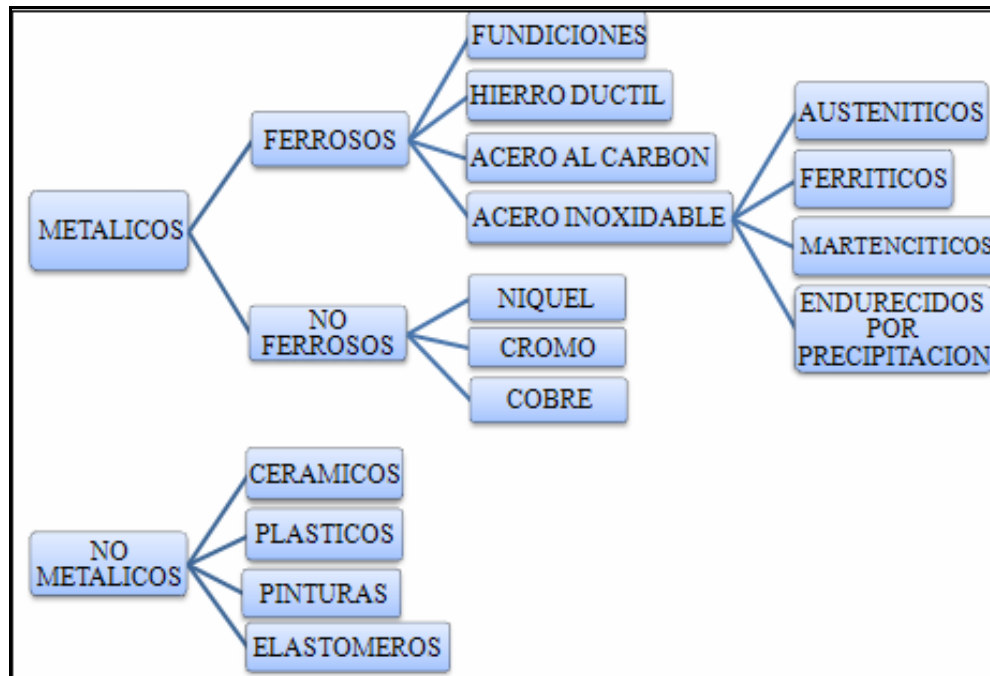 METALICOS
FERROSOS
FUNDICIONES
HIERRO DUCTIL
ACERO AL CARBON
ACERO INOXIDABLE
AUSTENITICOS
FERRITICOS
MARTENCITICOS
ENDURECIDOS
POR
PRECIPITACION
NO
FERROSOS
NIQUEL
CROMO
COBRE
NO
METALICOS
CERAMICOS
PLASTICOS
PINTURAS
ELASTOMEROS